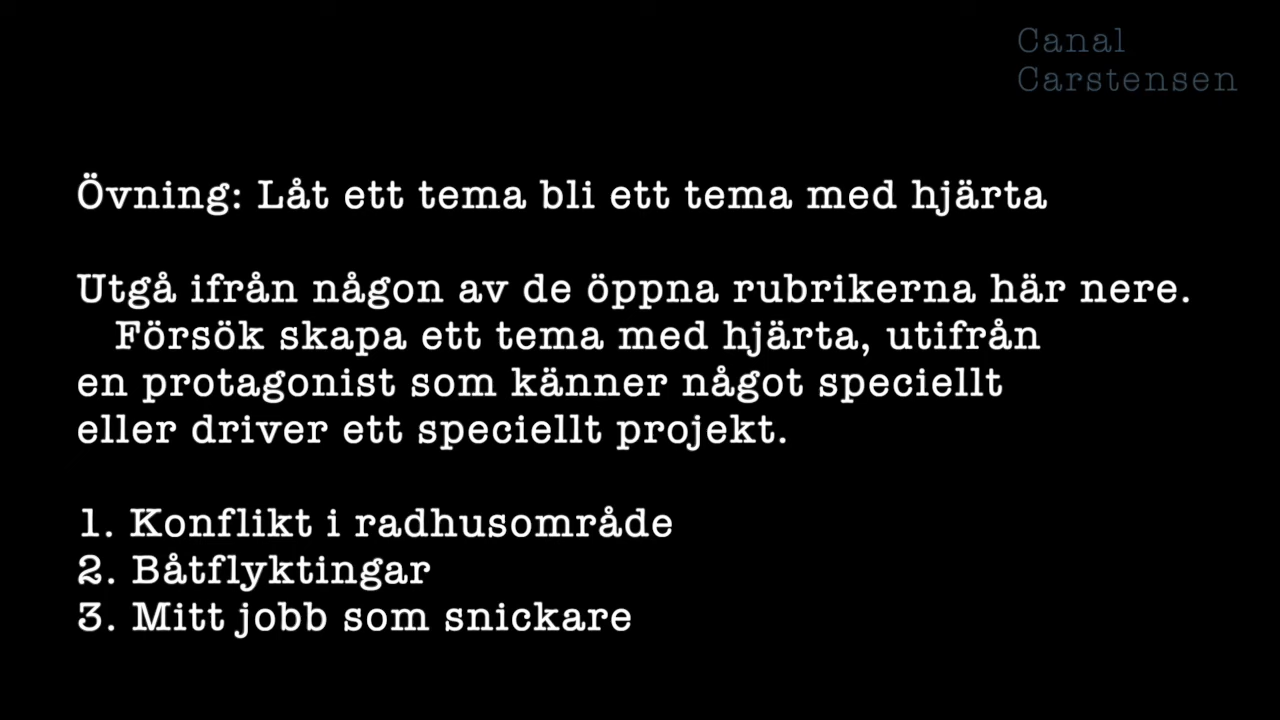 Canal
Carstensen
Övning: Låt ett tema bli ett tema med hjärta
Utgå ifrån någon av de öppna rubrikerna här nere.
Försök skapa ett tema med hjärta, utifrån
en protagonist som känner något speciellt
eller driver ett speciellt projekt.
1. Konflikt i radhusområde
2. Båtflyktingar
3. Mitt jobb som snickare